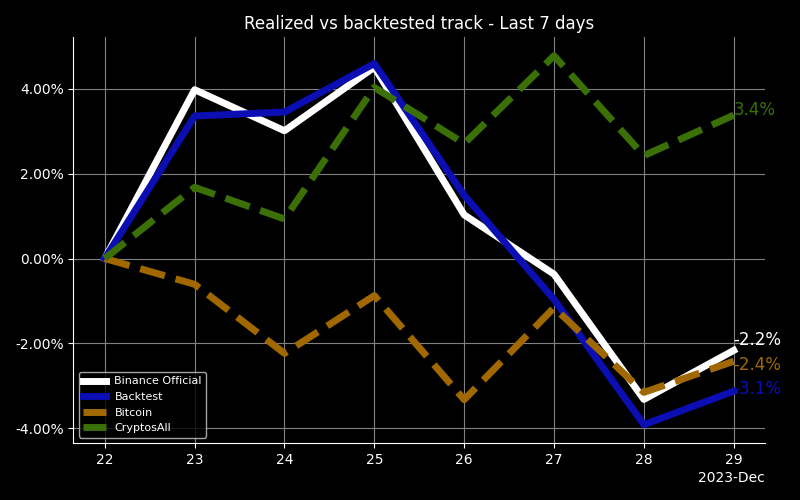 Realized vs backtested track - Last 7 days
4.00%
2.00%
0.00%
-2.00%
-4.00%
3.4%
-2.2%
-2.4%
-3.1%
Binance Official
Backtest
Bitcoin
CryptosAll
22 23 24 25 26 27 28 29
2023-Dec